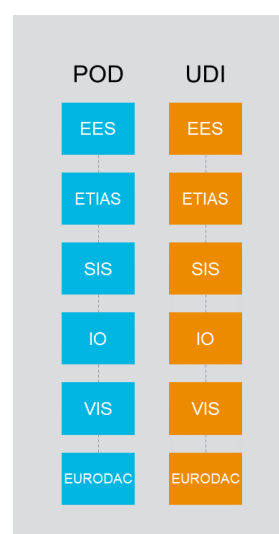 POD UDI
EES EES
ETIAS ETIAS
SIS SIS
IO IO
VIS VIS
EURODAC EURODAC